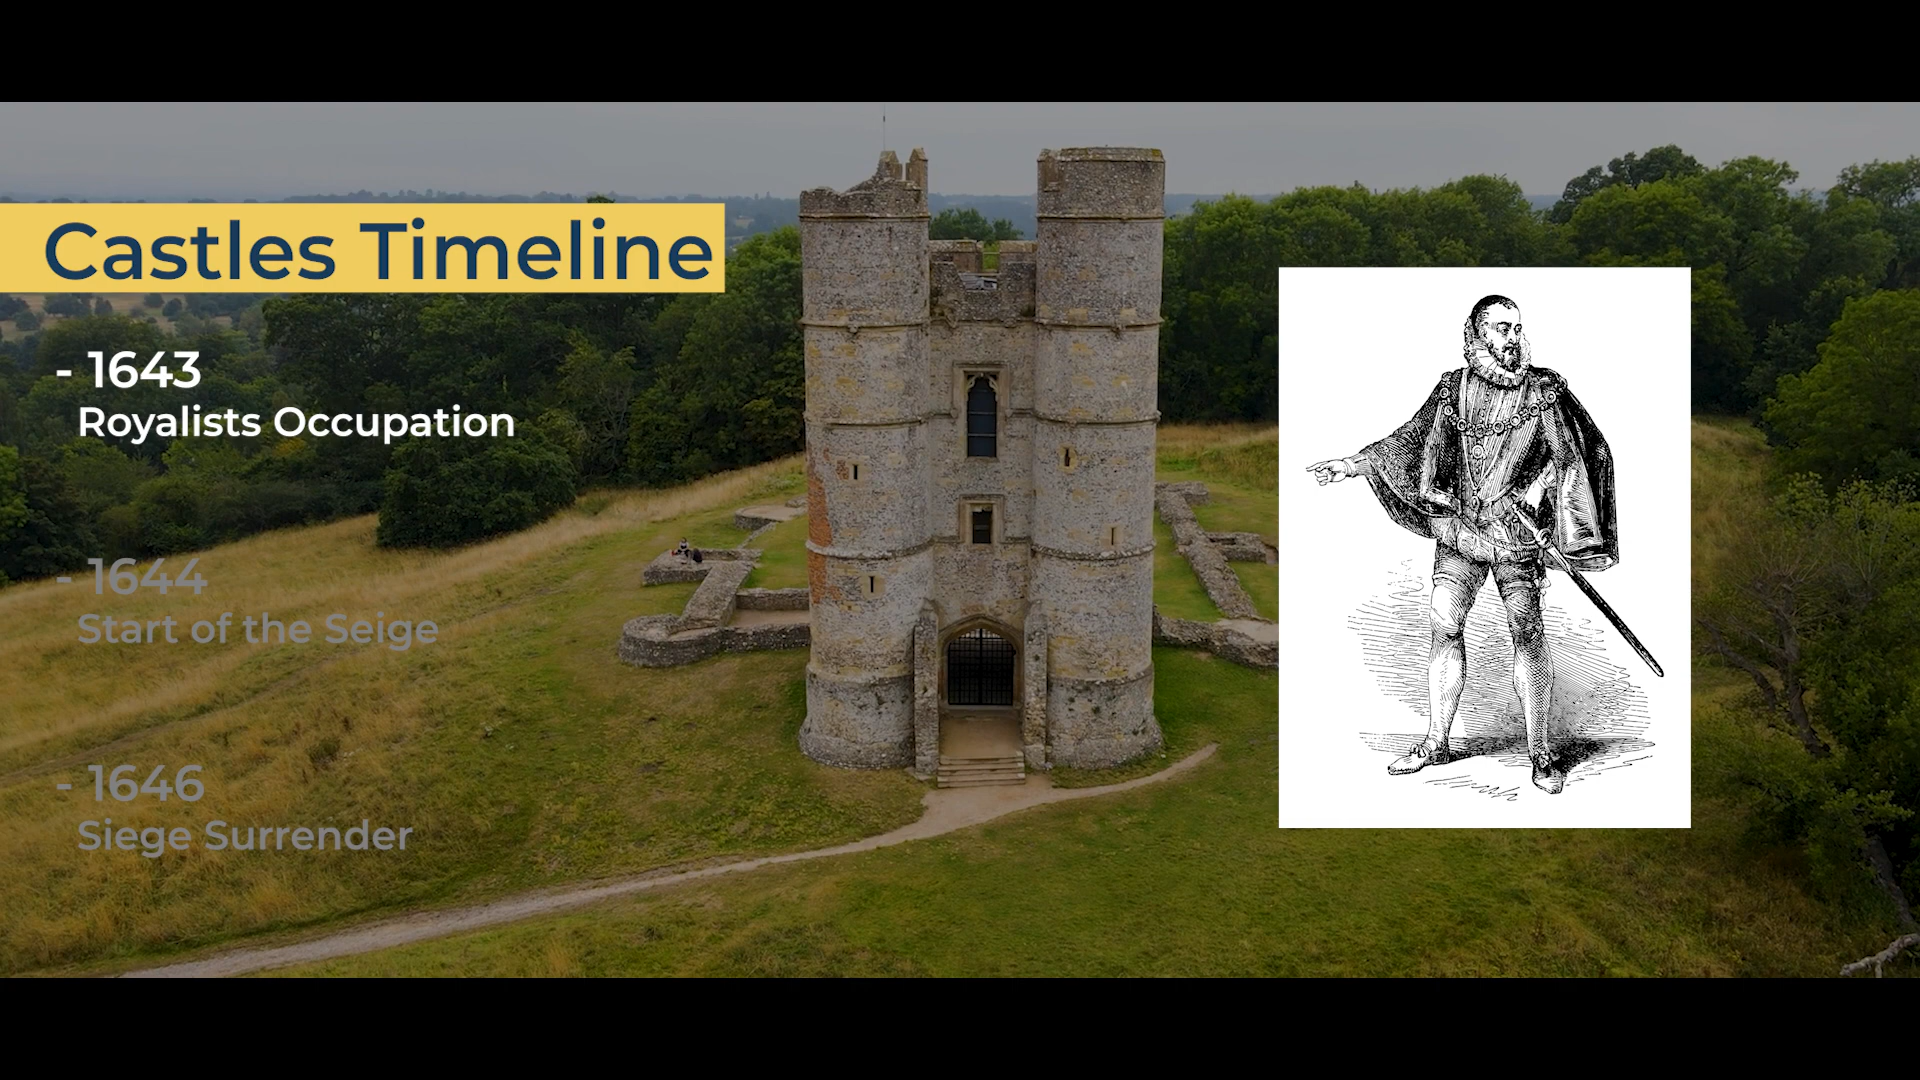 Castles Timeline
- 1643
Royalists Occupation
- 1644
Start of the Seige
- 1646
Siege Surrender